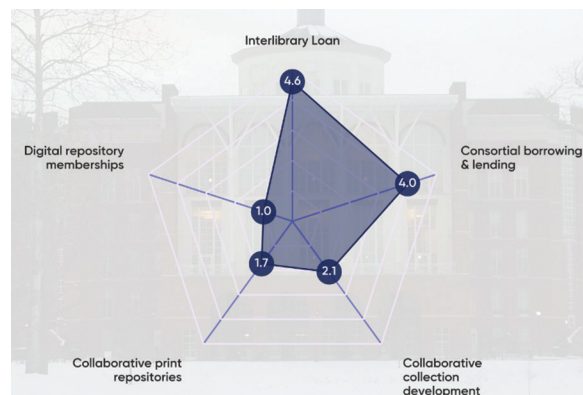 Interlibrary Loan
4.6
Digital repository
memberships
Consortial borrowing
& lending
1.0
4.0
1.7
2.1
Collaborative print
repositories
Collaborative
collection
development